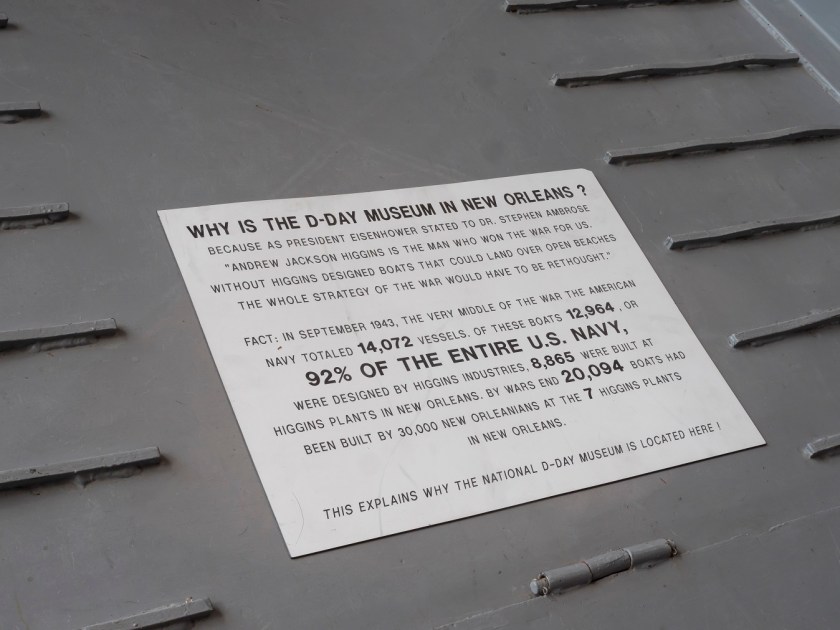 WHY IS THE D-DAY MUSEUM IN NEW ORLEANS ?
BECAUSE AS PRESIDENT EISENHOWER STATED TO DR. STEPHEN AMBROSE
"ANDREW JACKSON HIGGINS IS THE MAN WHO WON THE WAR FOR US.
WITHOUT HIGGINS DESIGNED BOATS THAT COULD LAND OVER OPEN BEACHES
THE WHOLE STRATEGY OF THE WAR WOULD HAVE TO BE RETHOUGHT."
FACT: IN SEPTEMBER 1943, THE VERY MIDDLE OF THE WAR THE AMERICAN
NAVY TOTALED 14,072 VESSELS. OF THESE BOATS 12,964 , OR
92% OF THE ENTIRE U.S. NAVY,
WERE DESIGNED BY HIGGINS INDUSTRIES, 8,865 WERE BUILT AT
HIGGINS PLANTS IN NEW ORLEANS. BY WARS END 20,094 BOATS HAD
BEEN BUILT BY 30,000 NEW ORLEANIANS AT THE 7 HIGGINS PLANTS
IN NEW ORLEANS.
THIS EXPLAINS WHY THE NATIONAL D-DAY MUSEUM IS LOCATED HERE !